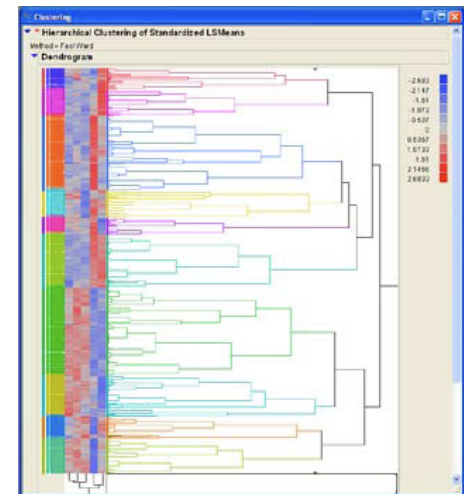 Clustering
Hierarchical Clustering of Standardized LSMeans
Method = Fast Ward
Dendrogram
-2.683
-2.147
-1.61
-1.073
-0.537
0
0.5367
1.0733
1.61
2.1466
2.6833